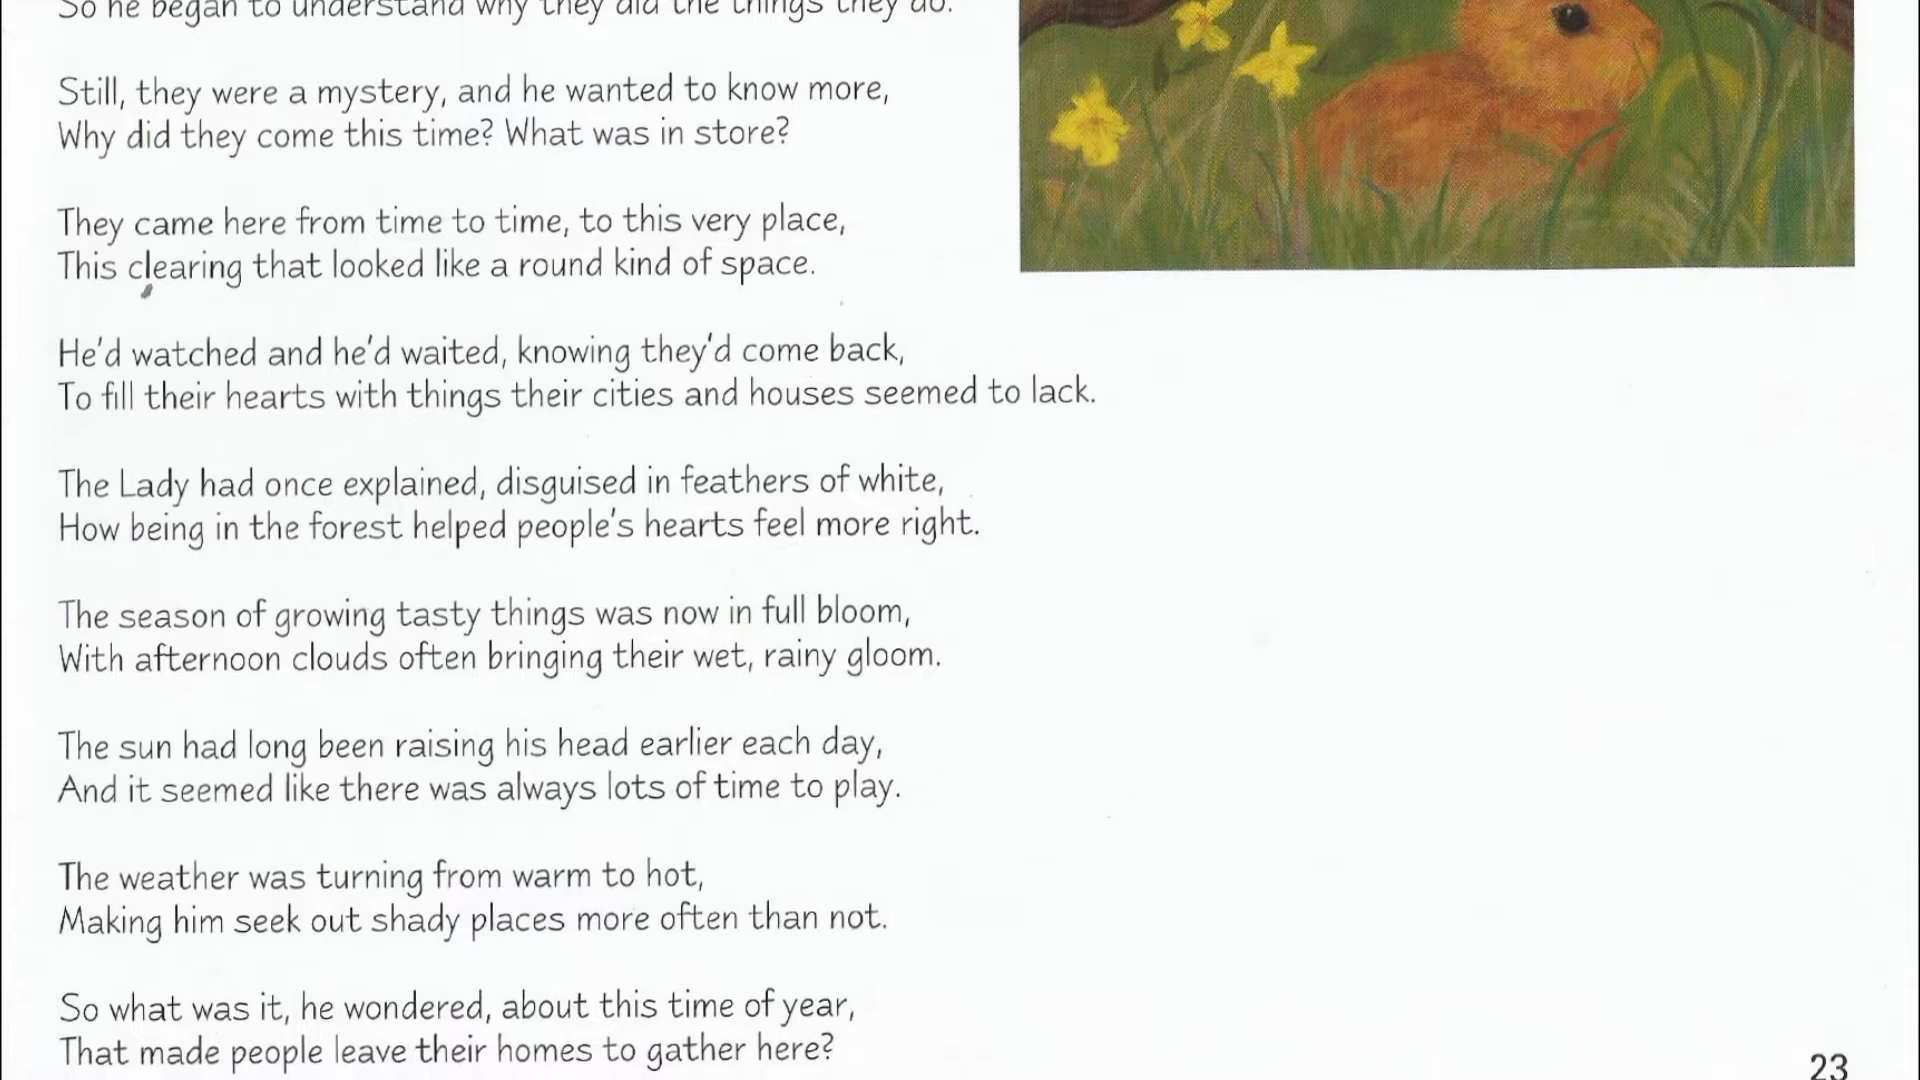 So he began to understand why they did the things they do.
Still, they were a mystery, and he wanted to know more,
Why did they come this time? What was in store?
They came here from time to time, to this very place,
This clearing that looked like a round kind of space.
He'd watched and he'd waited, knowing they'd come back,
To fill their hearts with things their cities and houses seemed to lack.
The Lady had once explained, disguised in feathers of white,
How being in the forest helped people's hearts feel more right.
The season of growing tasty things was now in full bloom,
With afternoon clouds often bringing their wet, rainy gloom.
The sun had long been raising his head earlier each day,
And it seemed like there was always lots of time to play.
The weather was turning from warm to hot,
Making him seek out shady places more often than not.
So what was it, he wondered, about this time of year,
That made people leave their homes to gather here?
23